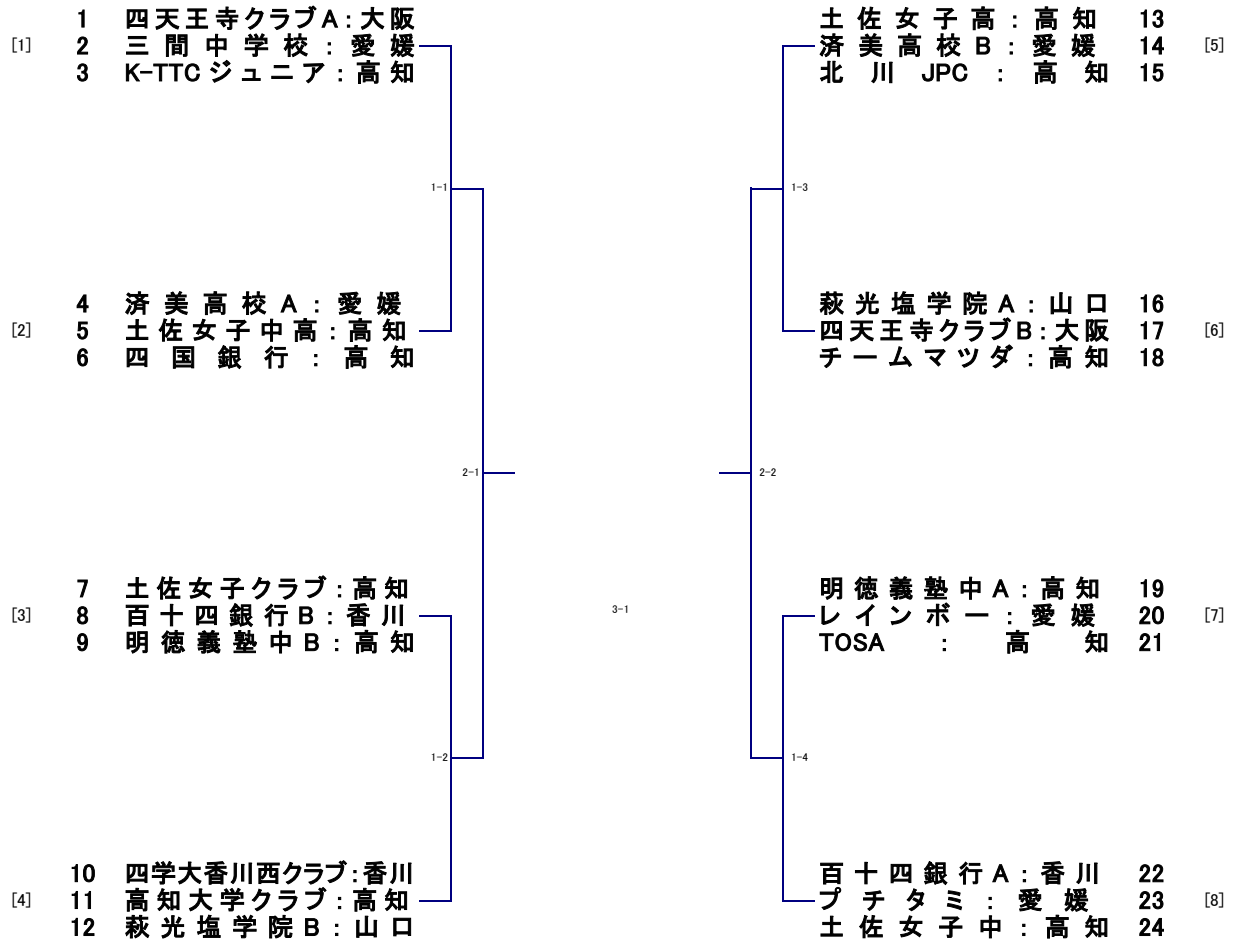 1 四天王寺クラブA:大阪
[1] 2 三間中学校:愛媛
3 K-TTCジュニア:高知
1-1
4 済美高校A:愛媛
[2] 5 土佐女子中高:高知
6 四国銀行:高知
2-1
7 土佐女子クラブ:高知
[3] 8 百十四銀行B:香川
9 明徳義塾中B:高知
1-2
10 四学大香川西クラブ:香川
[4] 11 高知大学クラブ:高知
12 萩光塩学院B:山口
3-1
土佐女子高:高知 13
済美高校B:愛媛 14 [5]
北川JPC:高知 15
1-3
萩光塩学院A:山口 16
四天王寺クラブB:大阪 17 [6]
チームマツダ:高知 18
2-2
明徳義塾中A:高知 19
レインボー:愛媛 20 [7]
TOSA:高知 21
1-4
百十四銀行A:香川 22
プチタミ:愛媛 23 [8]
土佐女子中:高知 24